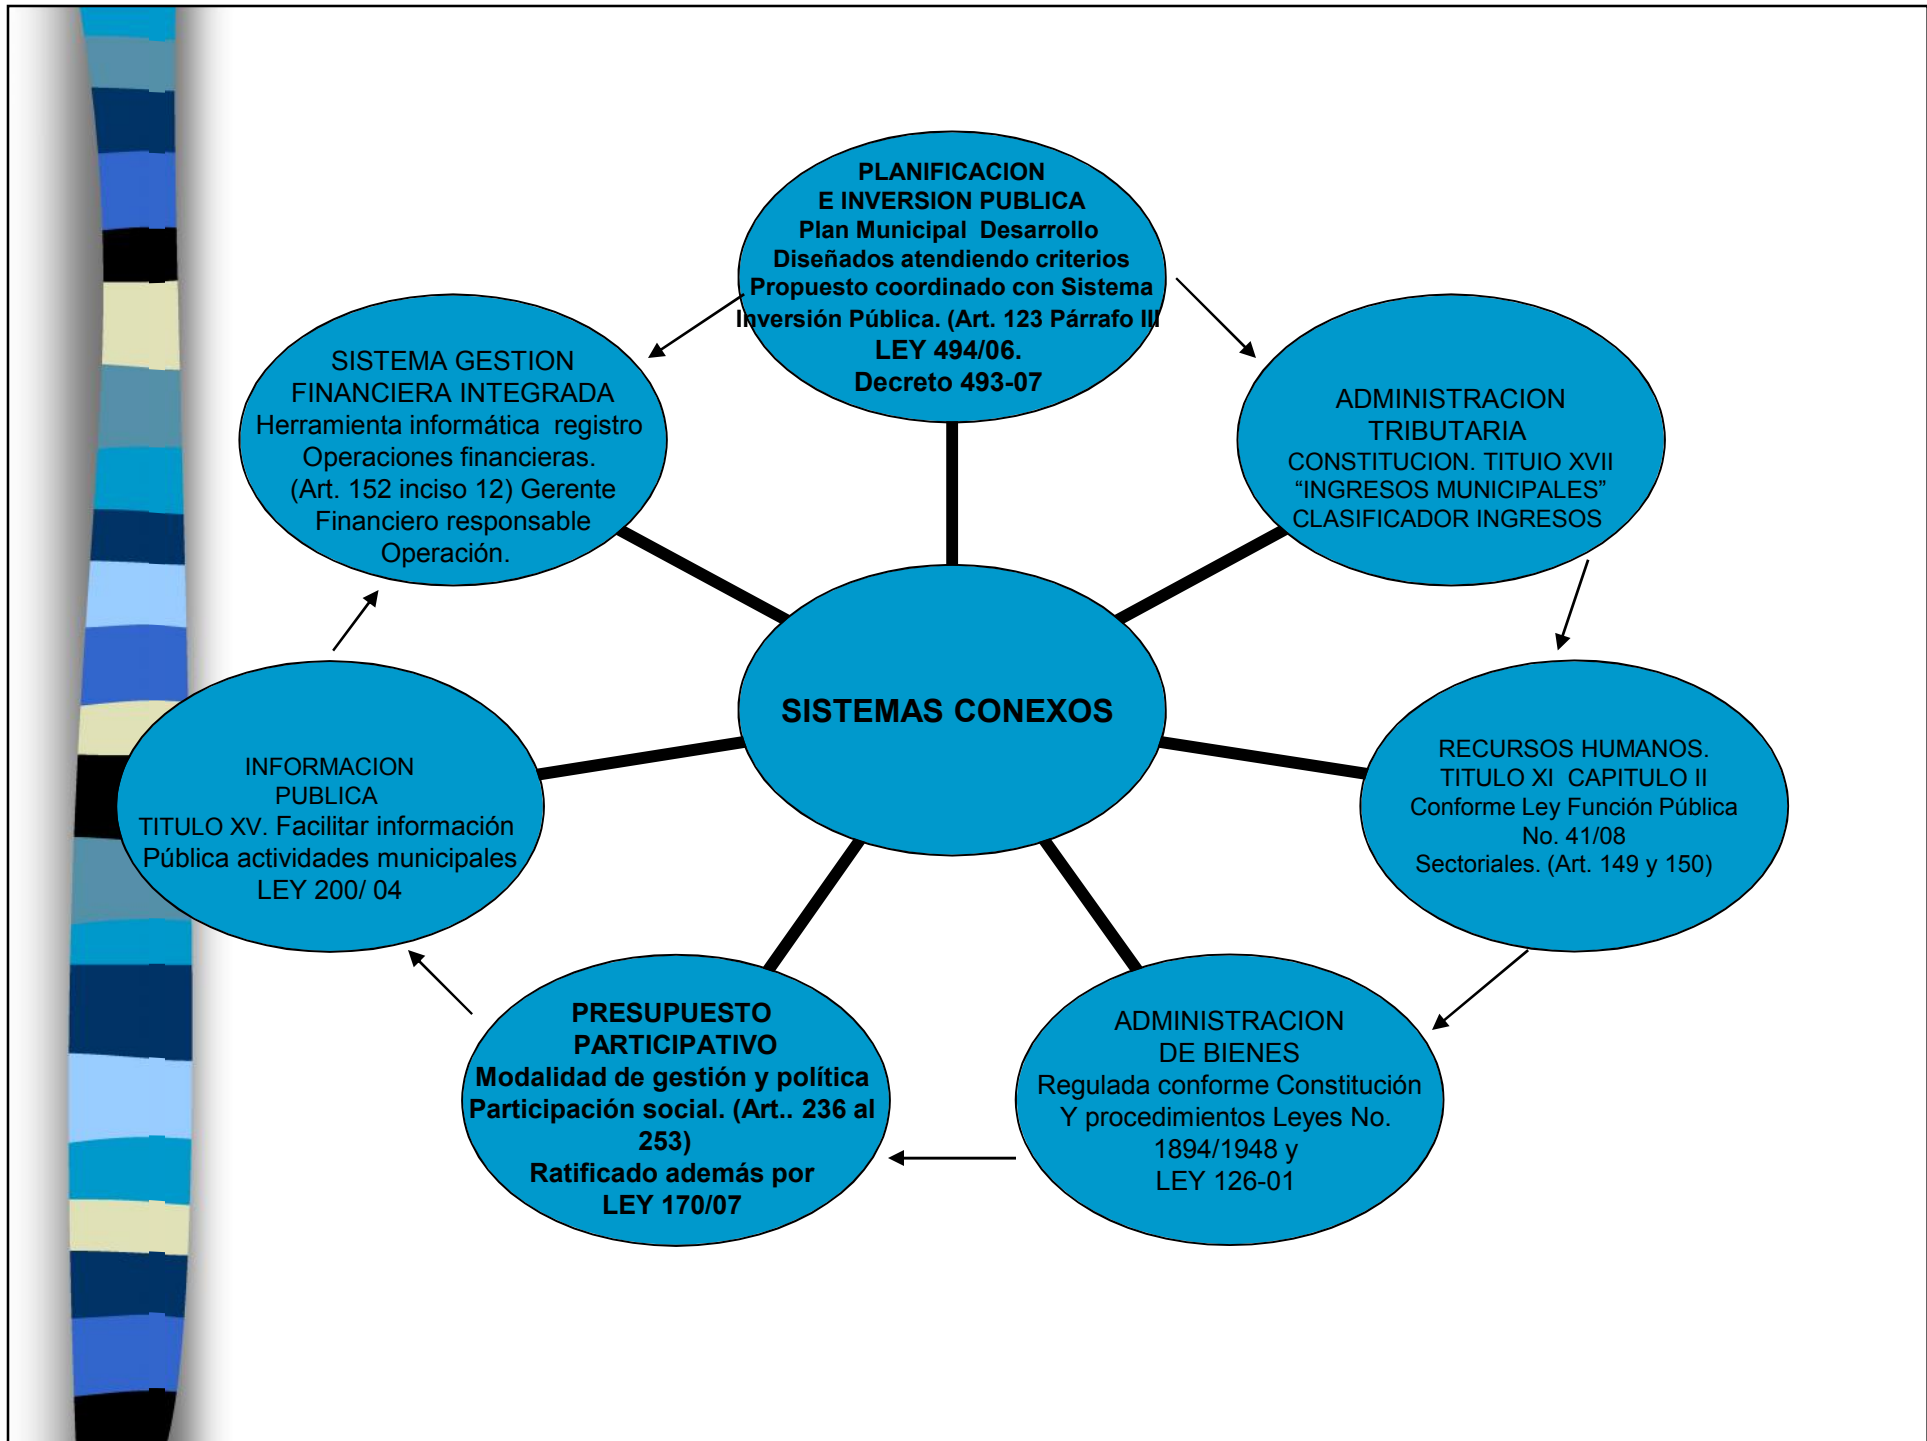 PLANIFICACION
E INVERSION PUBLICA
Plan Municipal Desarrollo
Diseñados atendiendo criterios
Propuesto coordinado con Sistema
Inversión Pública. (Art. 123 Párrafo III
LEY 494/06.
Decreto 493-07
SISTEMA GESTION
FINANCIERA INTEGRADA
Herramienta informática registro
Operaciones financieras.
(Art. 152 inciso 12) Gerente
Financiero responsable
Operación.
ADMINISTRACION
TRIBUTARIA
CONSTITUCION. TITUIO XVII
“INGRESOS MUNICIPALES”
CLASIFICADOR INGRESOS
SISTEMAS CONEXOS
INFORMACION
PUBLICA
TITULO XV. Facilitar información
Pública actividades municipales
LEY 200/ 04
RECURSOS HUMANOS.
TITULO XI CAPITULO II
Conforme Ley Función Pública
No. 41/08
Sectoriales. (Art. 149 y 150)
PRESUPUESTO
PARTICIPATIVO
Modalidad de gestión y política
Participación social. (Art.. 236 al
253)
Ratificado además por
LEY 170/07
ADMINISTRACION
DE BIENES
Regulada conforme Constitución
Y procedimientos Leyes No.
1894/1948 y
LEY 126-01